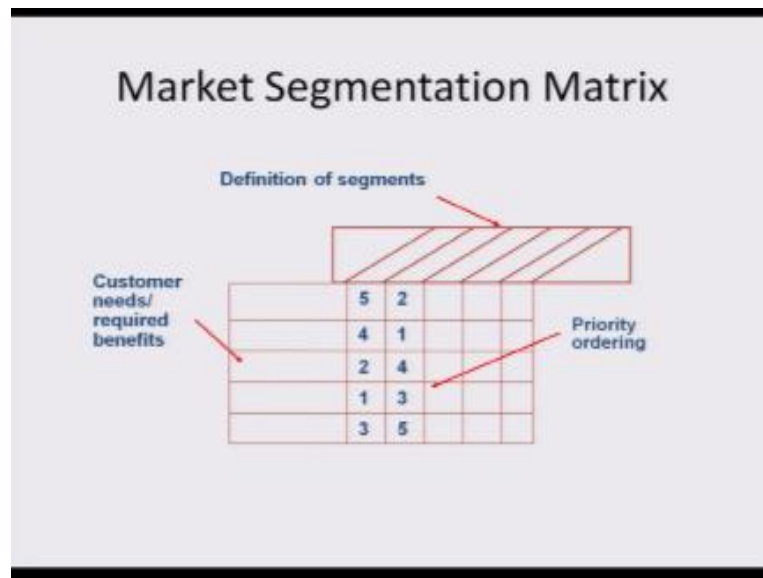 Market Segmentation Matrix
Definition of segments
Customer
needs/
required
benefits
5 2
4 1
2 4
1 3
3 5
Priority
ordering